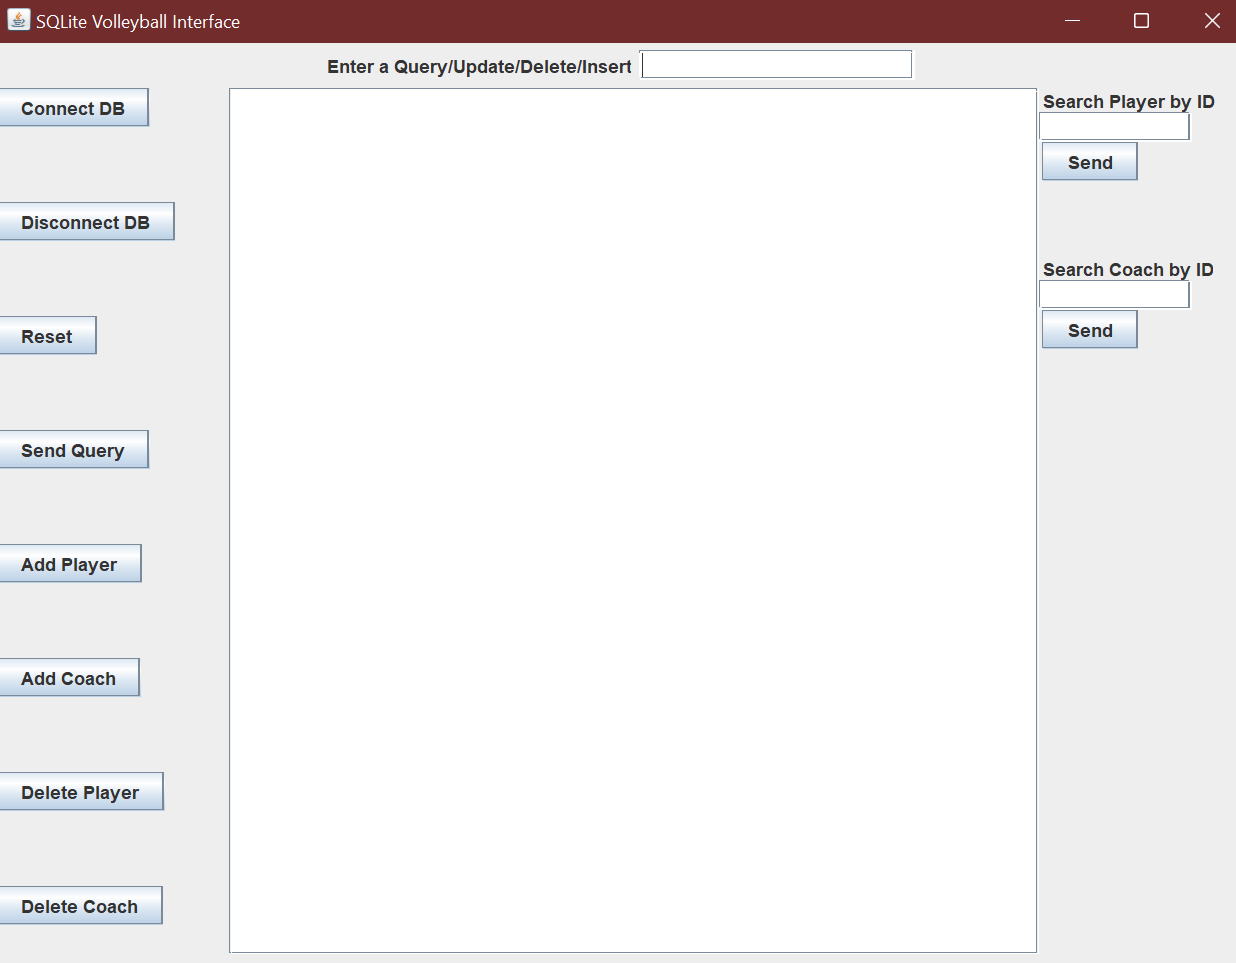 SQLite Volleyball Interface
Enter a Query/Update/Delete/Insert
Connect DB
Disconnect DB
Reset
Send Query
Add Player
Add Coach
Delete Player
Delete Coach
Search Player by ID
Send
Search Coach by ID
Send